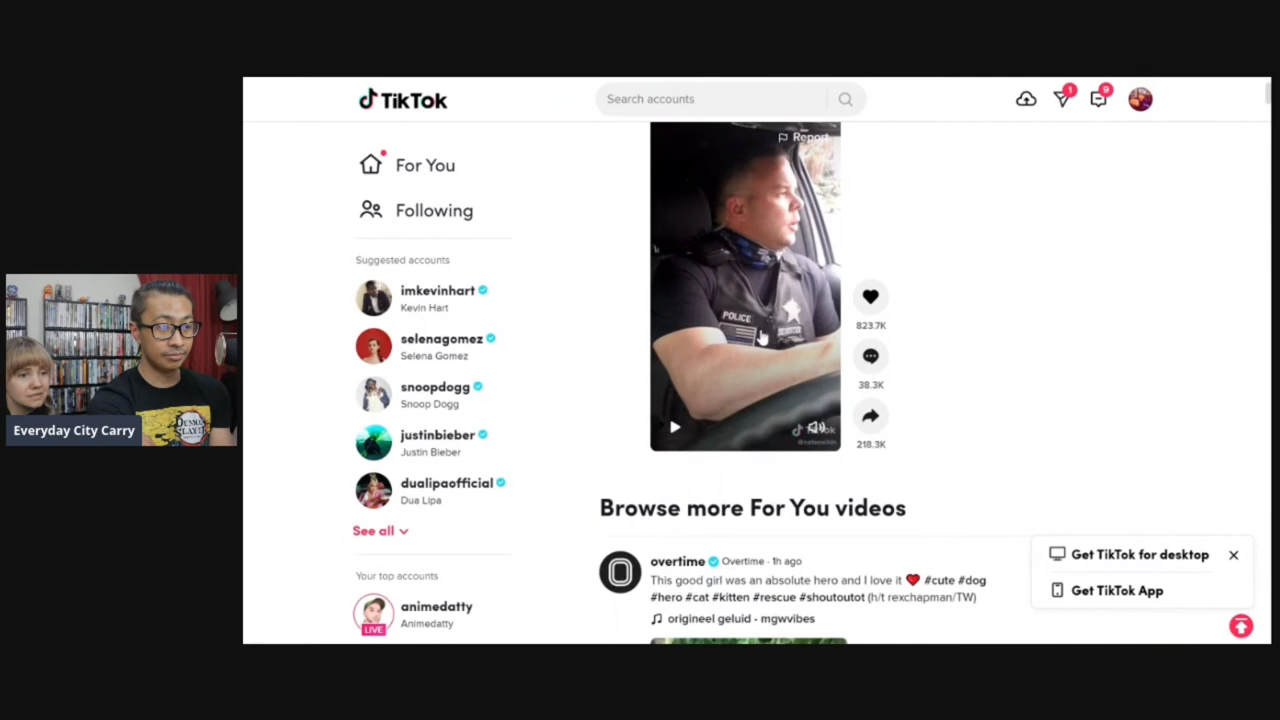 TikTok
Search accounts
1
9
For You
Following
Suggested accounts
imkevinhart
Kevin Hart
selenagomez
Selena Gomez
snoopdogg
Snoop Dogg
justinbieber
Justin Bieber
dualipaofficial
Dua Lipa
See all
Your top accounts
animedatty
Animedatty
LIVE
Report
POLICE
TikTok
823.7K
38.3K
218.3K
Browse more For You videos
overtime Overtime · 1h ago
This good girl was an absolute hero and I love it ❤️ #cute #dog
#hero #cat #kitten #rescue #shoutoutot (h/t rexchapman/TW)
origineel geluid - mgwvibes
Get TikTok for desktop
Get TikTok App
Everyday City Carry